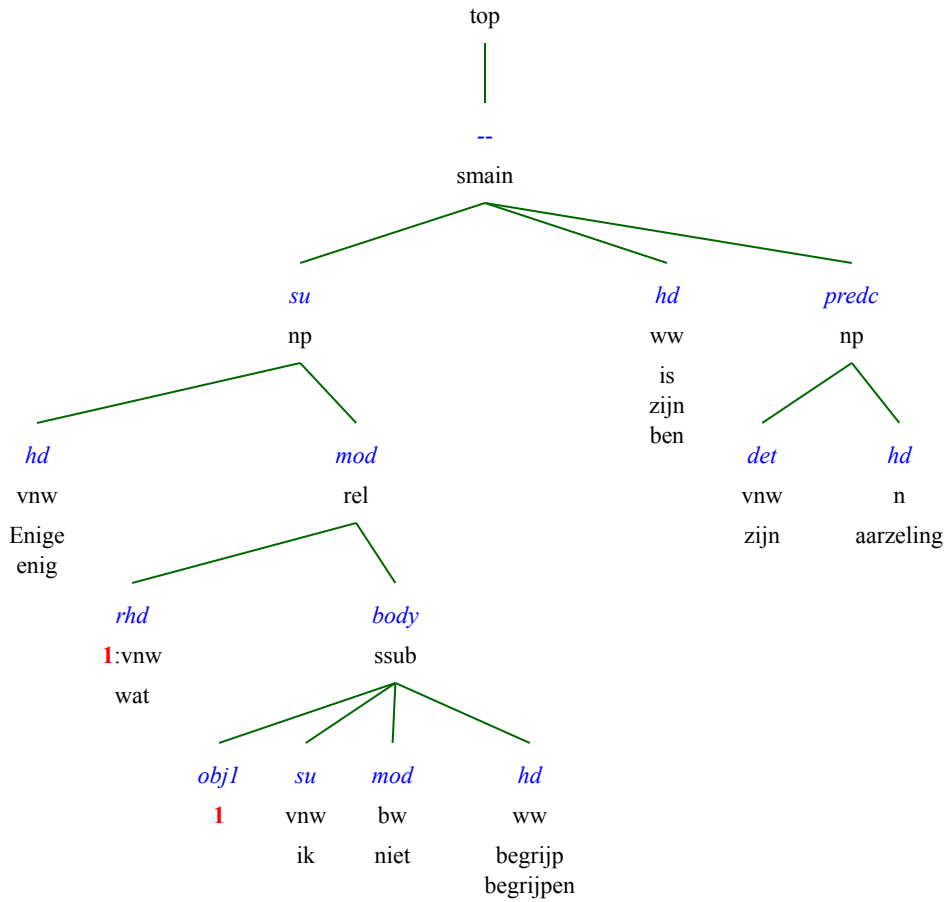 top
--
smain
su hd predc
np ww np
is
zijn
ben
hd mod det hd
vnw rel vnw n
Enige zijn aarzeling
enig
rhd body
1:vnw ssub
wat
obj1 su mod hd
1 vnw bw ww
ik niet begrijp
begrijpen